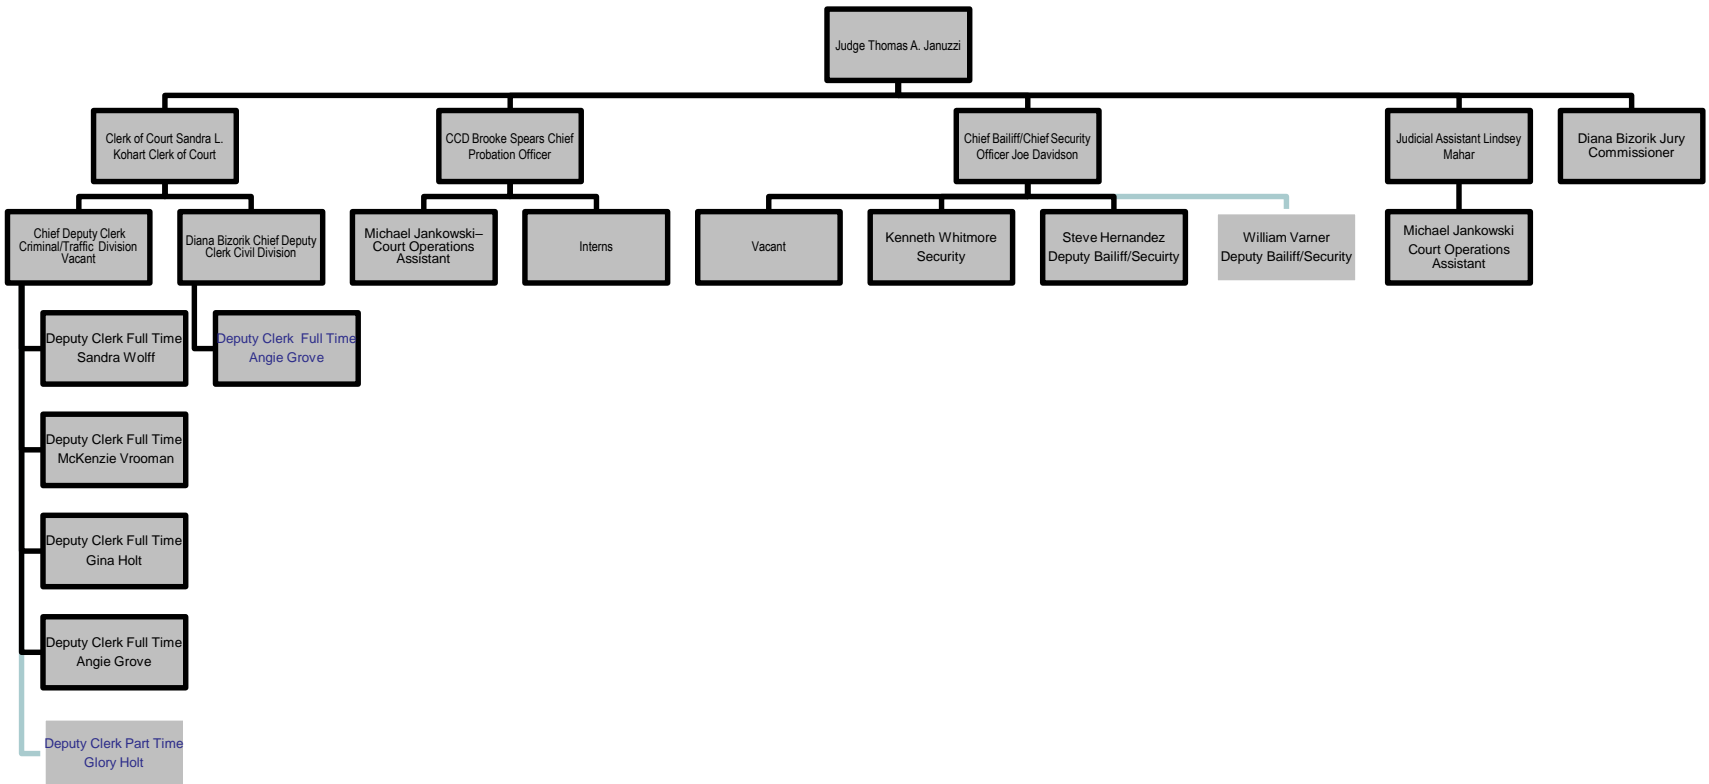 Judge Thomas A. Januzzi
Clerk of Court Sandra L.
Kohart Clerk of Court
CCD Brooke Spears Chief
Probation Officer
Chief Bailiff/Chief Security
Officer Joe Davidson
Judicial Assistant Lindsey
Mahar
Diana Bizorik Jury
Commissioner
Chief Deputy Clerk
Criminal/Traffic Division
Vacant
Diana Bizorik Chief Deputy
Clerk Civil Division
Michael Jankowski–
Court Operations
Assistant
Interns
Vacant
Kenneth Whitmore
Security
Steve Hernandez
Deputy Bailiff/Secuirty
William Varner
Deputy Bailiff/Security
Michael Jankowski
Court Operations
Assistant
Deputy Clerk Full Time
Sandra Wolff
Deputy Clerk Full Time
Angie Grove
Deputy Clerk Full Time
McKenzie Vrooman
Deputy Clerk Full Time
Gina Holt
Deputy Clerk Full Time
Angie Grove
Deputy Clerk Part Time
Glory Holt